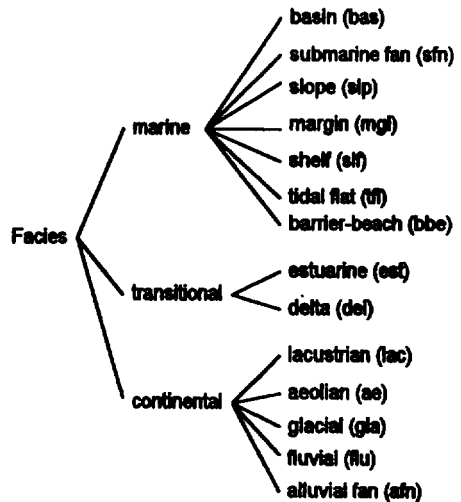 basin (bas)
submarine fan (sfn)
slope (slp)
marine
margin (mgl)
shelf (slf)
tidal flat (tfl)
barrier-beach (bbe)
Facies
estuarine (est)
transitional
delta (del)
lacustrian (lac)
aeolian (ae)
continental
glacial (gla)
fluvial (flu)
alluvial fan (afn)